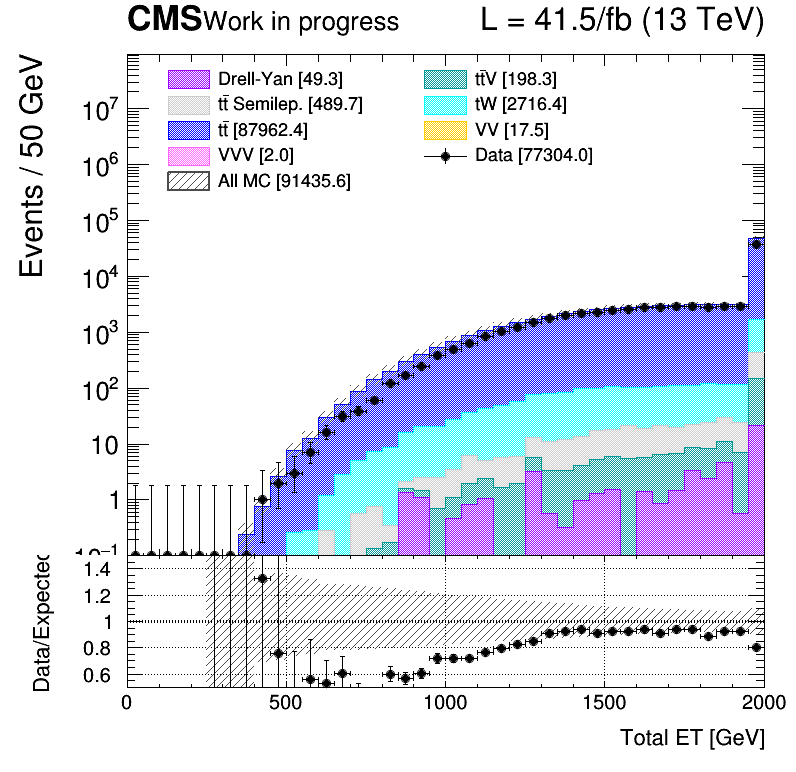 CMS Work in progress L = 41.5/fb (13 TeV)
Events / 50 GeV
Drell-Yan [49.3] tt̄V [198.3]
tt̄ Semilep. [489.7] tW [2716.4]
tt̄ [87962.4] VV [17.5]
VVV [2.0] Data [77304.0]
All MC [91435.6]
10⁷
10⁶
10⁵
10⁴
10³
10²
10
1
10⁻¹
Data/Expected
1.4
1.2
1
0.8
0.6
0 500 1000 1500 2000
Total ET [GeV]